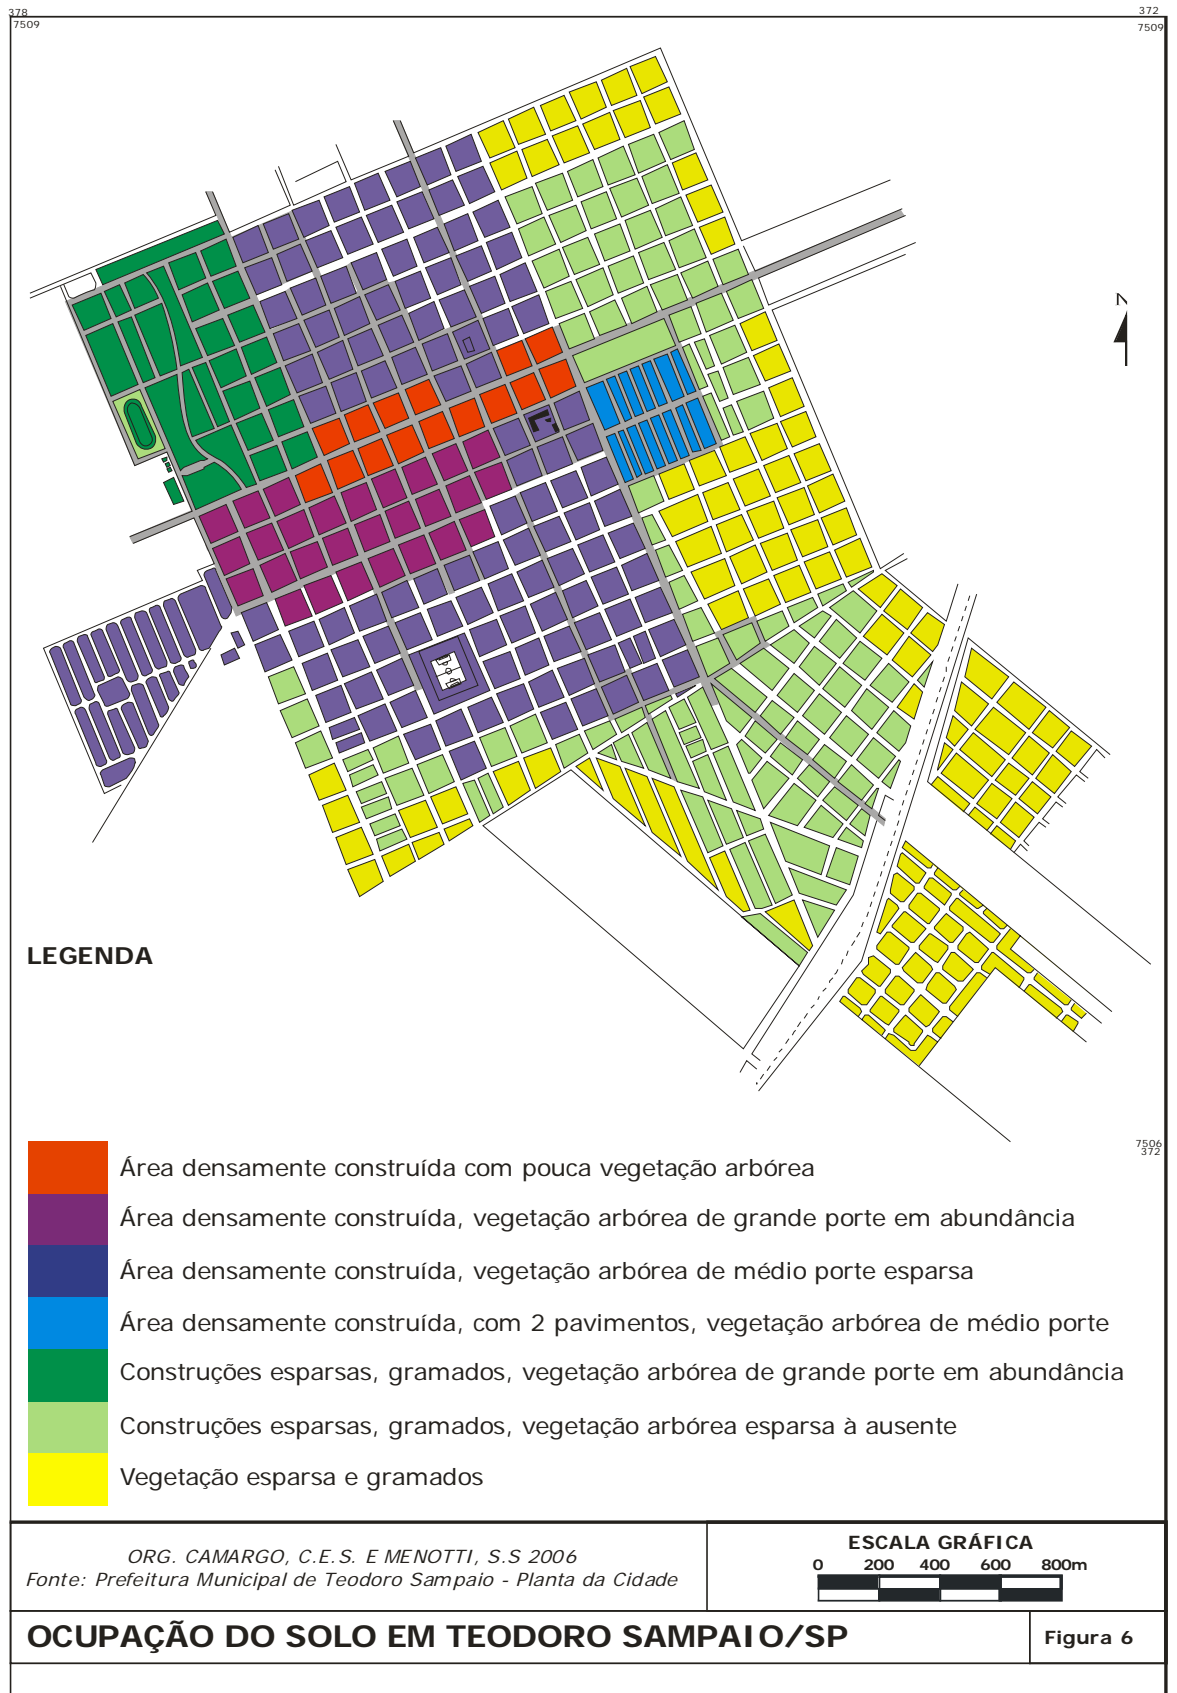 378
7509
372
7509
N
LEGENDA
7506
372
Área densamente construída com pouca vegetação arbórea
Área densamente construída, vegetação arbórea de grande porte em abundância
Área densamente construída, vegetação arbórea de médio porte esparsa
Área densamente construída, com 2 pavimentos, vegetação arbórea de médio porte
Construções esparsas, gramados, vegetação arbórea de grande porte em abundância
Construções esparsas, gramados, vegetação arbórea esparsa à ausente
Vegetação esparsa e gramados
ORG. CAMARGO, C.E.S. E MENOTTI, S.S 2006
Fonte: Prefeitura Municipal de Teodoro Sampaio - Planta da Cidade
ESCALA GRÁFICA
0 200 400 600 800m
OCUPAÇÃO DO SOLO EM TEODORO SAMPAIO/SP
Figura 6